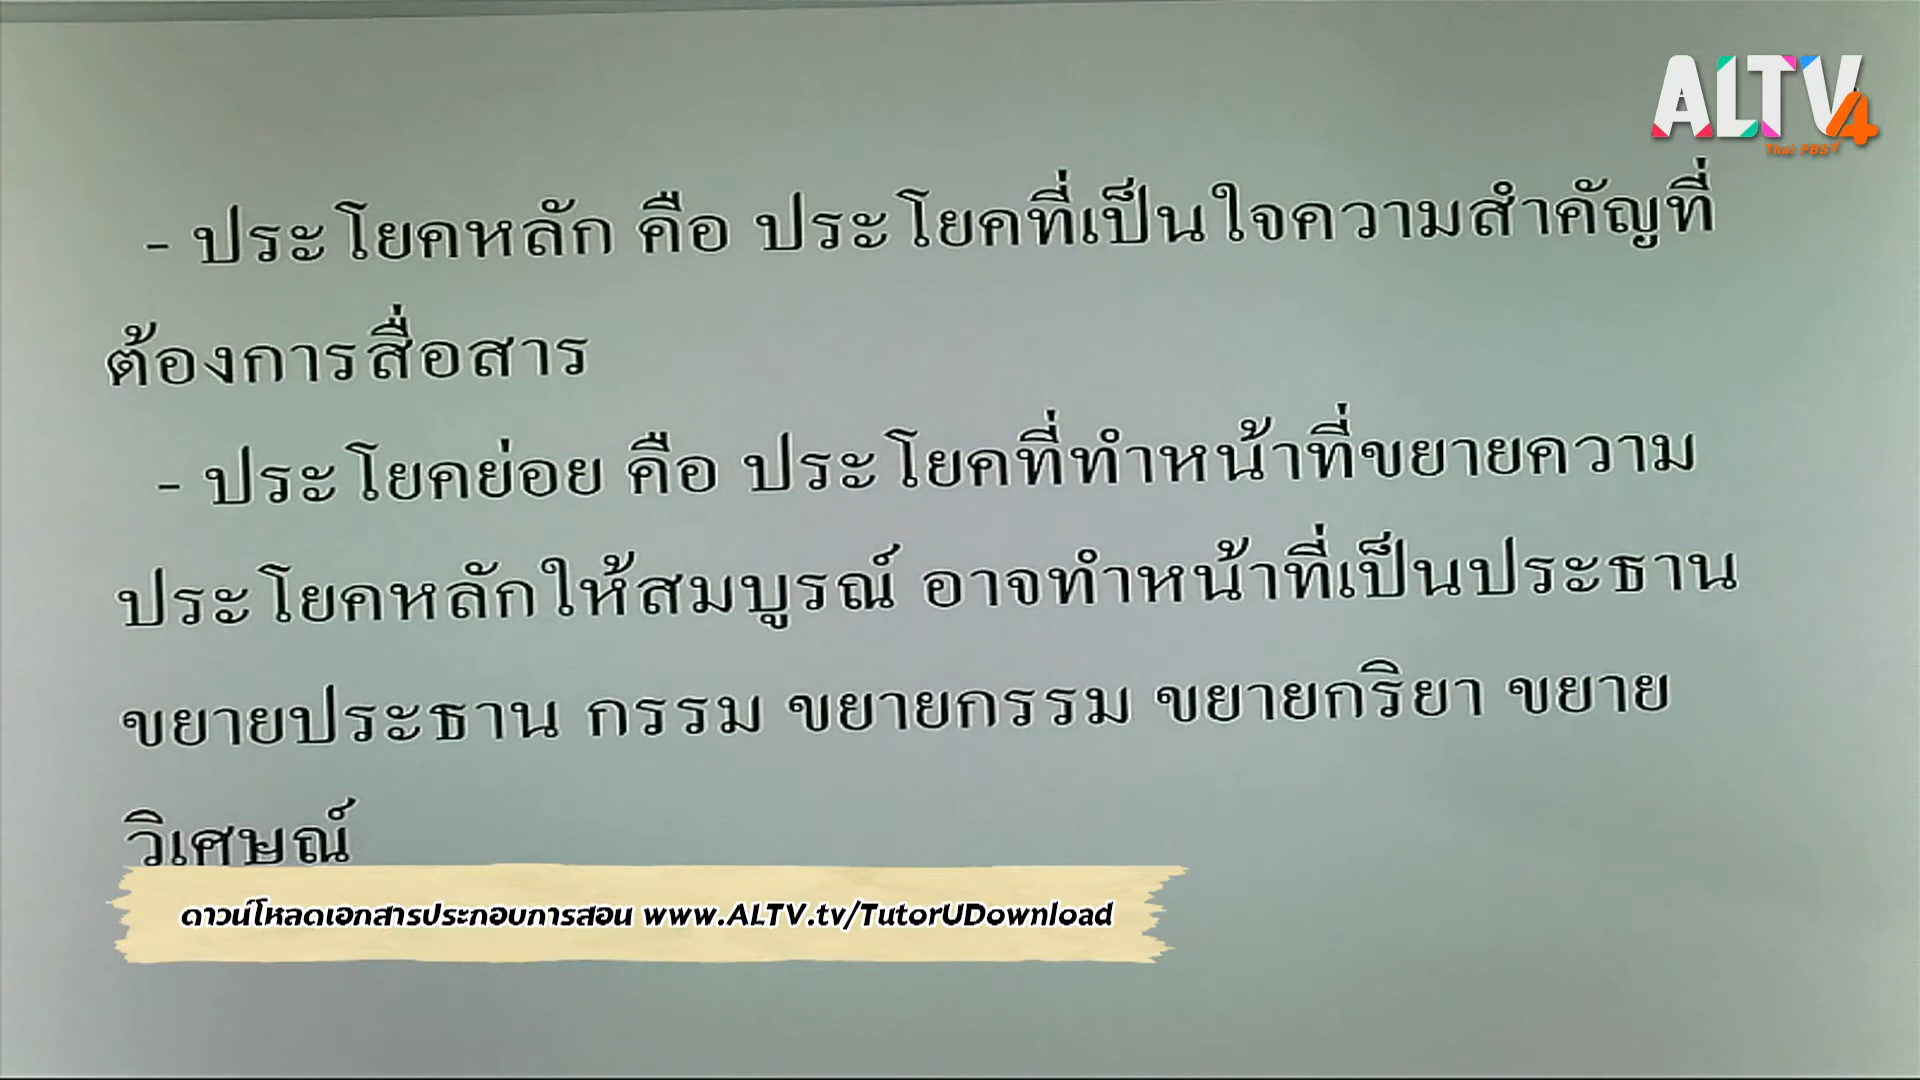 ALTV4
Thai PBS
- ประโยคหลัก คือ ประโยคที่เป็นใจความสำคัญที่
ต้องการสื่อสาร
- ประโยคย่อย คือ ประโยคที่ทำหน้าที่ขยายความ
ประโยคหลักให้สมบูรณ์ อาจทำหน้าที่เป็นประธาน
ขยายประธาน กรรม ขยายกรรม ขยายกริยา ขยาย
วิเศษณ์
ดาวน์โหลดเอกสารประกอบการสอน www.ALTV.tv/TutorUDownload